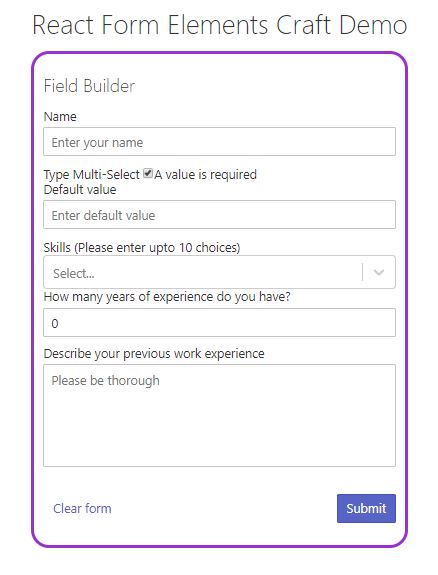 React Form Elements Craft Demo
Field Builder
Name
Enter your name
Type Multi-Select A value is required
Default value
Enter default value
Skills (Please enter upto 10 choices)
Select...
How many years of experience do you have?
0
Describe your previous work experience
Please be thorough
Clear form
Submit